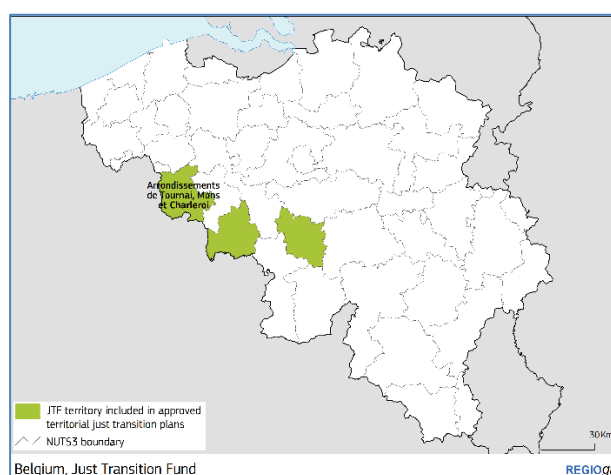 Arrondissements
de Tournai, Mons
et Charleroi
JTF territory included in approved
territorial just transition plans
NUTS3 boundary
30Km
Belgium, Just Transition Fund